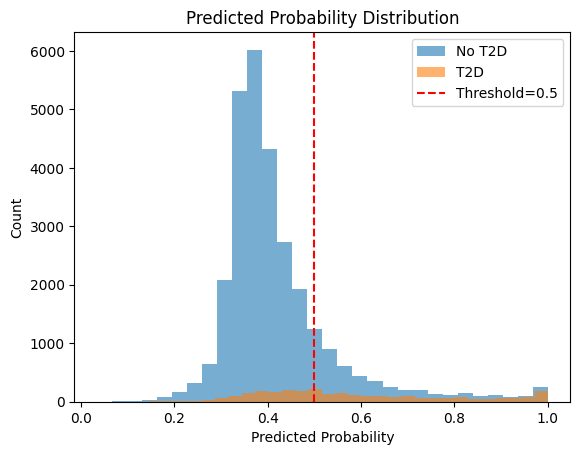 Predicted Probability Distribution
No T2D
T2D
Threshold=0.5
6000
5000
4000
3000
2000
1000
0
Count
0.0 0.2 0.4 0.6 0.8 1.0
Predicted Probability